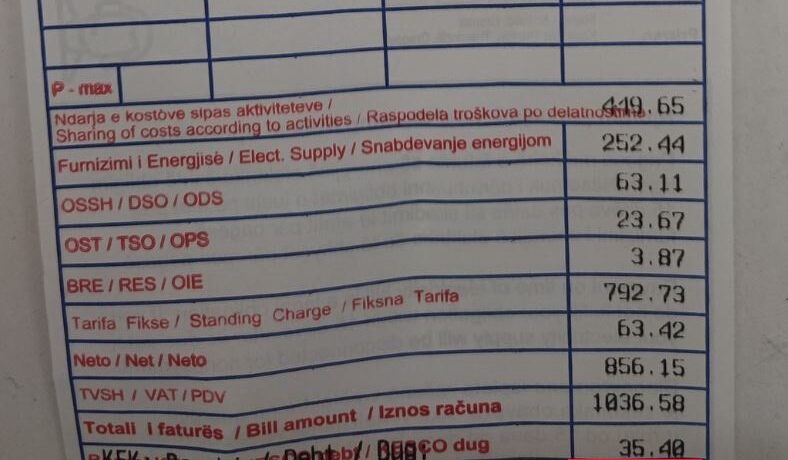 P - max
Ndarja e kostove sipas aktiviteteve /
Sharing of costs according to activities / Raspodela troškova po delatnostima
449.65
Furnizimi i Energjisë / Elect. Supply / Snabdevanje energijom 252.44
OSSH / DSO / ODS 63.11
OST / TSO / OPS 23.67
BRE / RES / OIE 3.87
Tarifa Fikse / Standing Charge / Fiksna Tarifa 792.73
Neto / Net / Neto 63.42
TVSH / VAT / PDV 856.15
Totali i faturës / Bill amount / Iznos računa 1036.58
dug 35.40